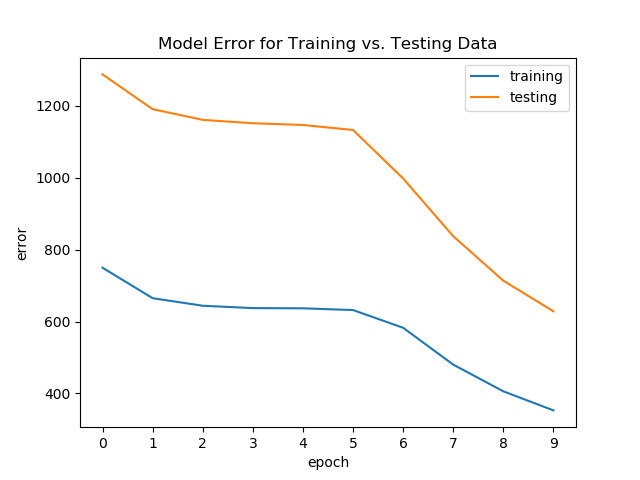 Model Error for Training vs. Testing Data
training
testing
1200
1000
800
600
400
error
0 1 2 3 4 5 6 7 8 9
epoch